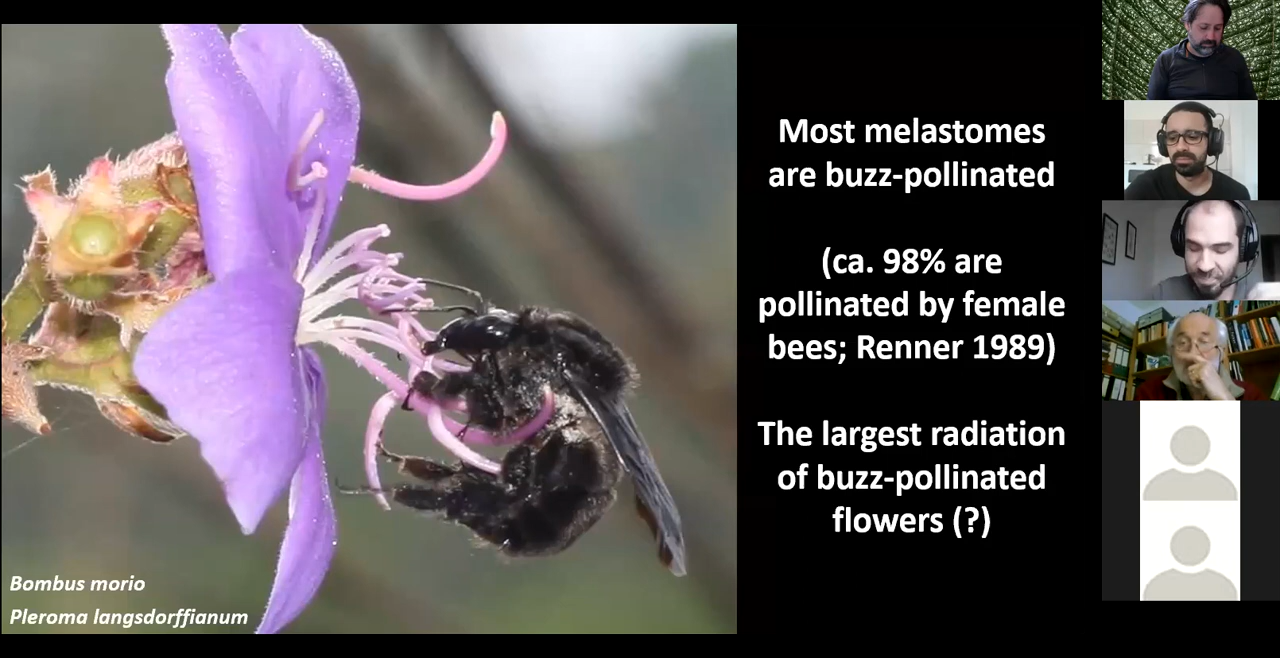 Most melastomes
are buzz-pollinated
(ca. 98% are
pollinated by female
bees; Renner 1989)
The largest radiation
of buzz-pollinated
flowers (?)
Bombus morio
Pleroma langsdorffianum